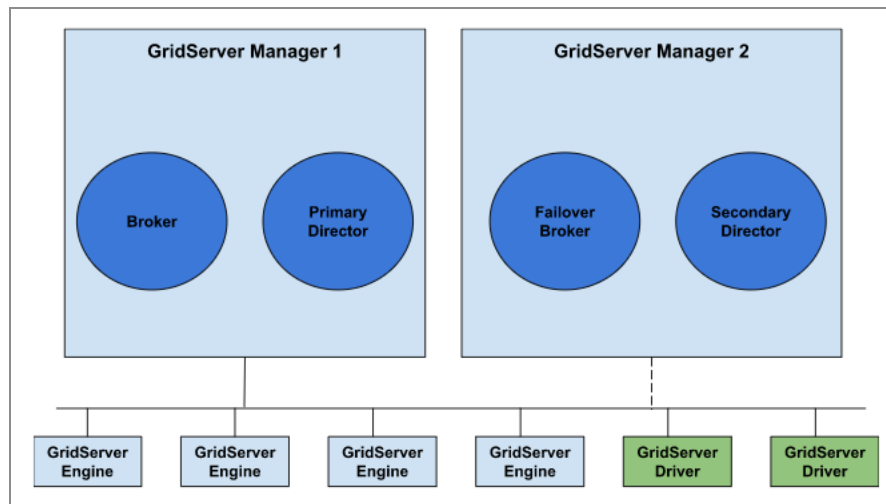 GridServer Manager 1
GridServer Manager 2
Broker
Primary
Director
Failover
Broker
Secondary
Director
GridServer
Engine
GridServer
Engine
GridServer
Engine
GridServer
Engine
GridServer
Driver
GridServer
Driver